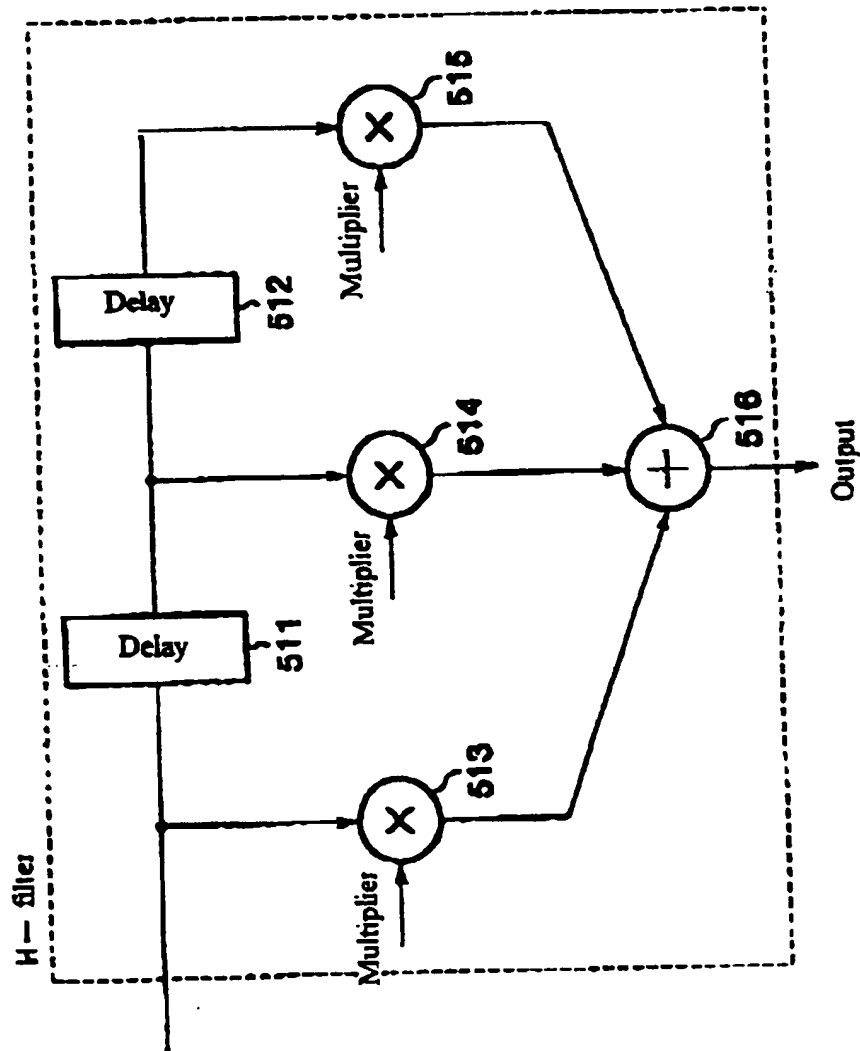 H— filter
Delay
511
Delay
512
Multiplier
513
Multiplier
514
Multiplier
515
516
Output